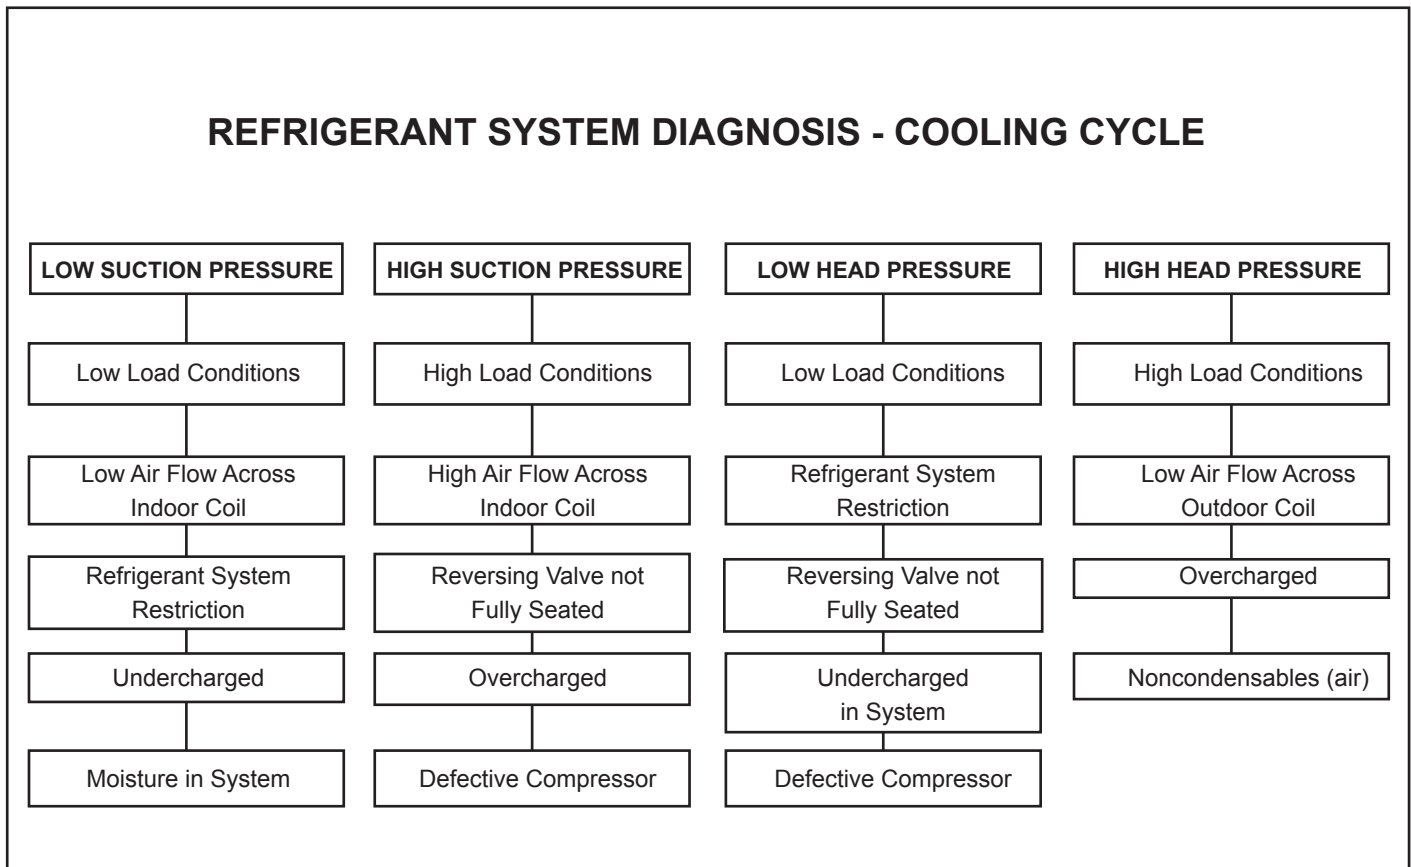 REFRIGERANT SYSTEM DIAGNOSIS - COOLING CYCLE
LOW SUCTION PRESSURE
Low Load Conditions
Low Air Flow Across
Indoor Coil
Refrigerant System
Restriction
Undercharged
Moisture in System
HIGH SUCTION PRESSURE
High Load Conditions
High Air Flow Across
Indoor Coil
Reversing Valve not
Fully Seated
Overcharged
Defective Compressor
LOW HEAD PRESSURE
Low Load Conditions
Refrigerant System
Restriction
Reversing Valve not
Fully Seated
Undercharged
in System
Defective Compressor
HIGH HEAD PRESSURE
High Load Conditions
Low Air Flow Across
Outdoor Coil
Overcharged
Noncondensables (air)